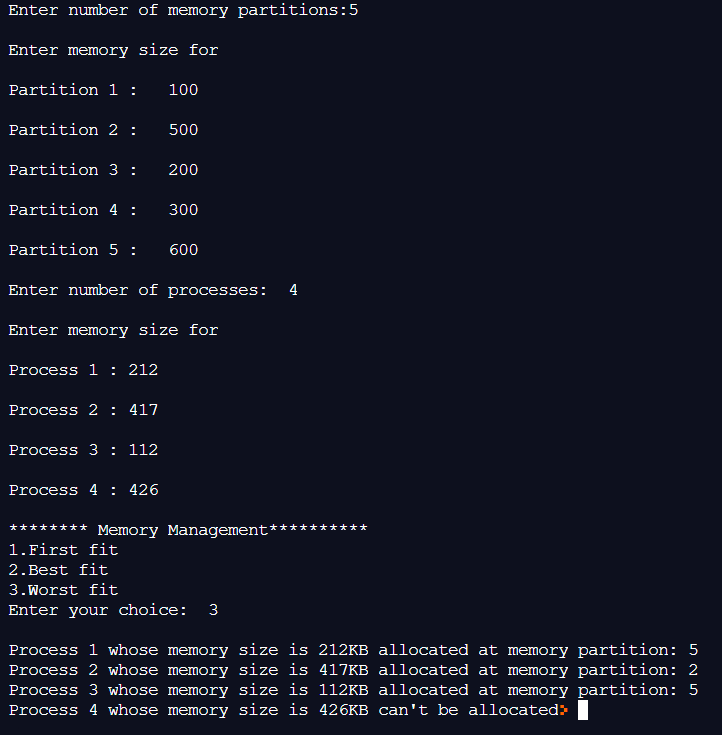 Enter number of memory partitions:5
Enter memory size for
Partition 1 :   100
Partition 2 :   500
Partition 3 :   200
Partition 4 :   300
Partition 5 :   600
Enter number of processes:  4
Enter memory size for
Process 1 : 212
Process 2 : 417
Process 3 : 112
Process 4 : 426
******** Memory Management**********
1.First fit
2.Best fit
3.Worst fit
Enter your choice:  3
Process 1 whose memory size is 212KB allocated at memory partition: 5
Process 2 whose memory size is 417KB allocated at memory partition: 2
Process 3 whose memory size is 112KB allocated at memory partition: 5
Process 4 whose memory size is 426KB can't be allocated>